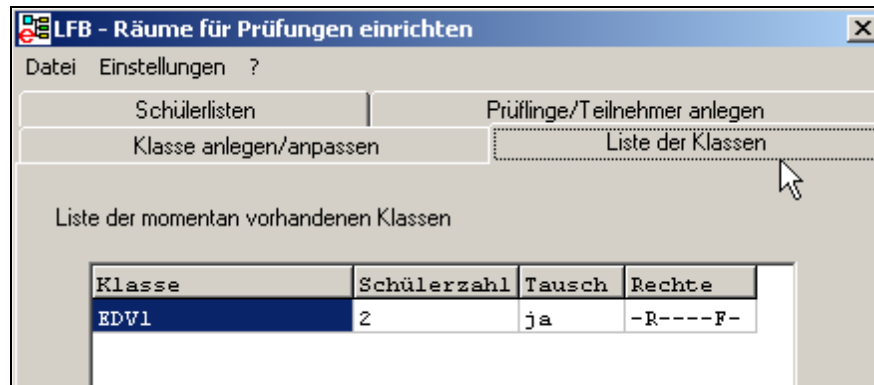 LFB - Räume für Prüfungen einrichten
Datei Einstellungen ?
Schülerlisten Prüflinge/Teilnehmer anlegen
Klasse anlegen/anpassen Liste der Klassen
Liste der momentan vorhandenen Klassen
Klasse Schülerzahl Tausch Rechte
EDV1 2 ja -R----F-